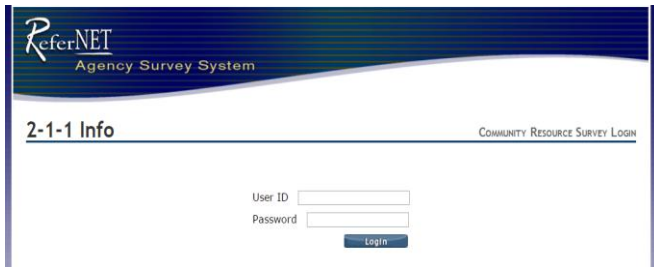 ReferNET
Agency Survey System
2-1-1 Info
Community Resource Survey Login
User ID
Password
Login